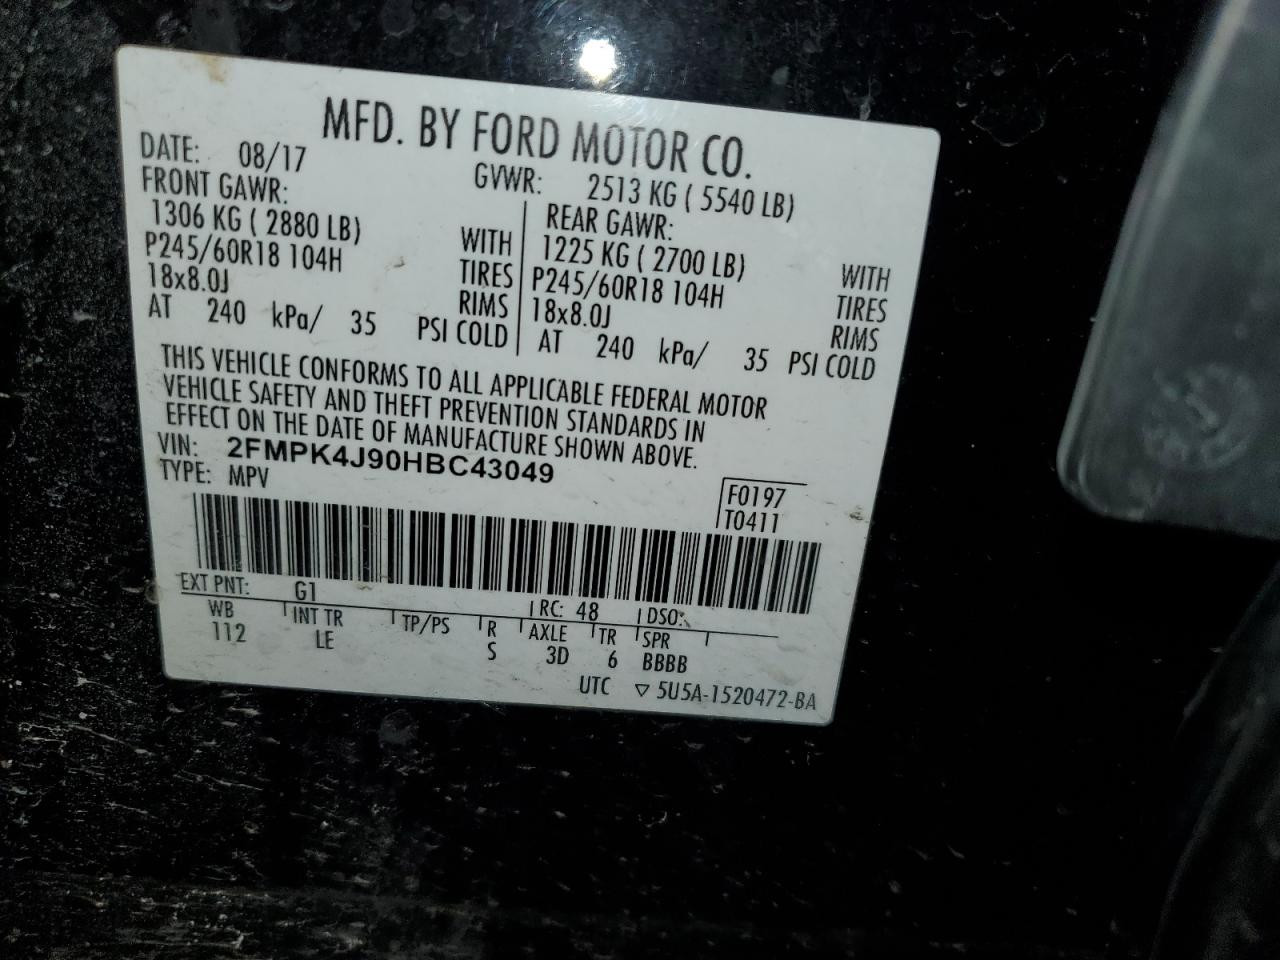 MFD. BY FORD MOTOR CO.
DATE: 08/17 GVWR: 2513 KG ( 5540 LB)
FRONT GAWR: REAR GAWR:
1306 KG ( 2880 LB) WITH 1225 KG ( 2700 LB) WITH
P245/60R18 104H TIRES P245/60R18 104H TIRES
18x8.0J RIMS 18x8.0J RIMS
AT 240 kPa/ 35 PSI COLD AT 240 kPa/ 35 PSI COLD
THIS VEHICLE CONFORMS TO ALL APPLICABLE FEDERAL MOTOR
VEHICLE SAFETY AND THEFT PREVENTION STANDARDS IN
EFFECT ON THE DATE OF MANUFACTURE SHOWN ABOVE.
VIN: 2FMPK4J90HBC43049
TYPE: MPV
F0197
T0411
EXT PNT: G1 RC: 48 DSO:
WB INT TR TP/PS R AXLE TR SPR
112 LE S 3D 6 BBBB
UTC ▽ 5U5A-1520472-BA